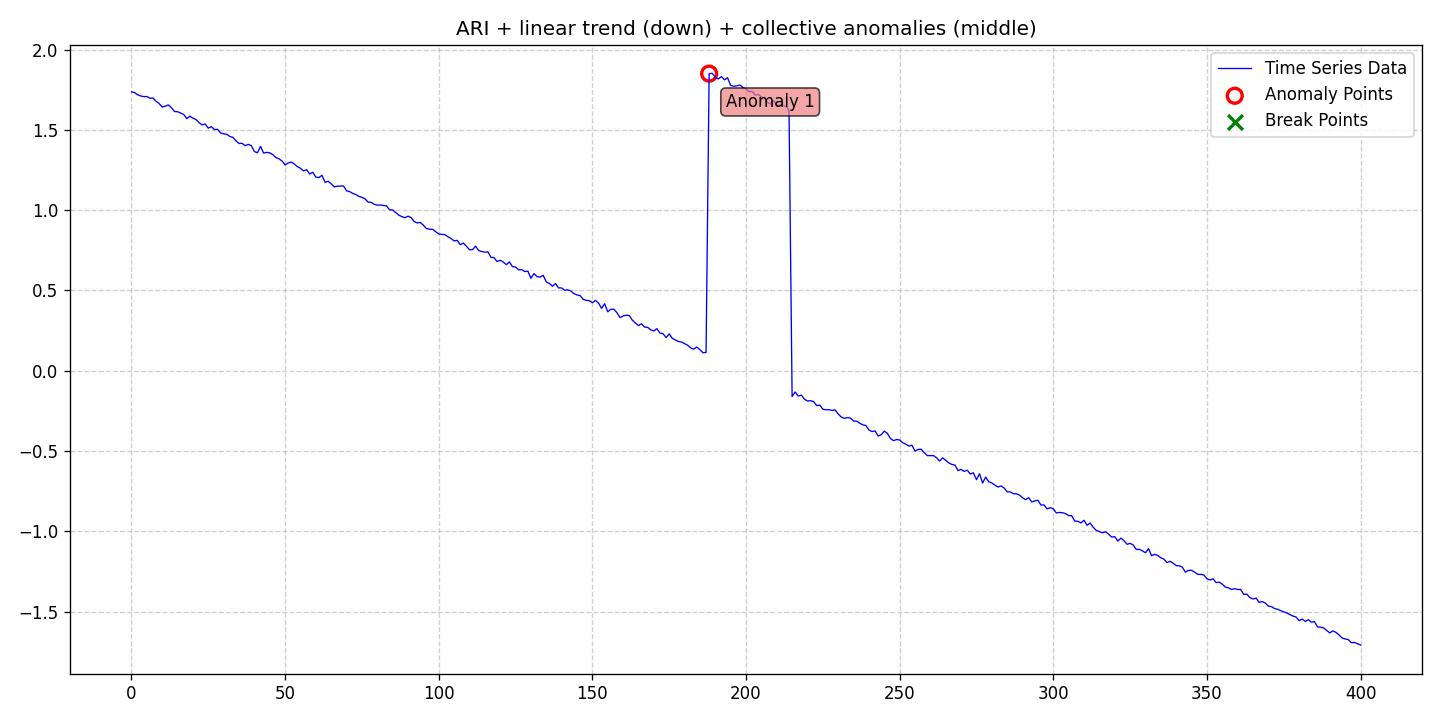 ARI + linear trend (down) + collective anomalies (middle)
2.0
1.5
1.0
0.5
0.0
−0.5
−1.0
−1.5
0 50 100 150 200 250 300 350 400
Time Series Data
Anomaly Points
Break Points
Anomaly 1